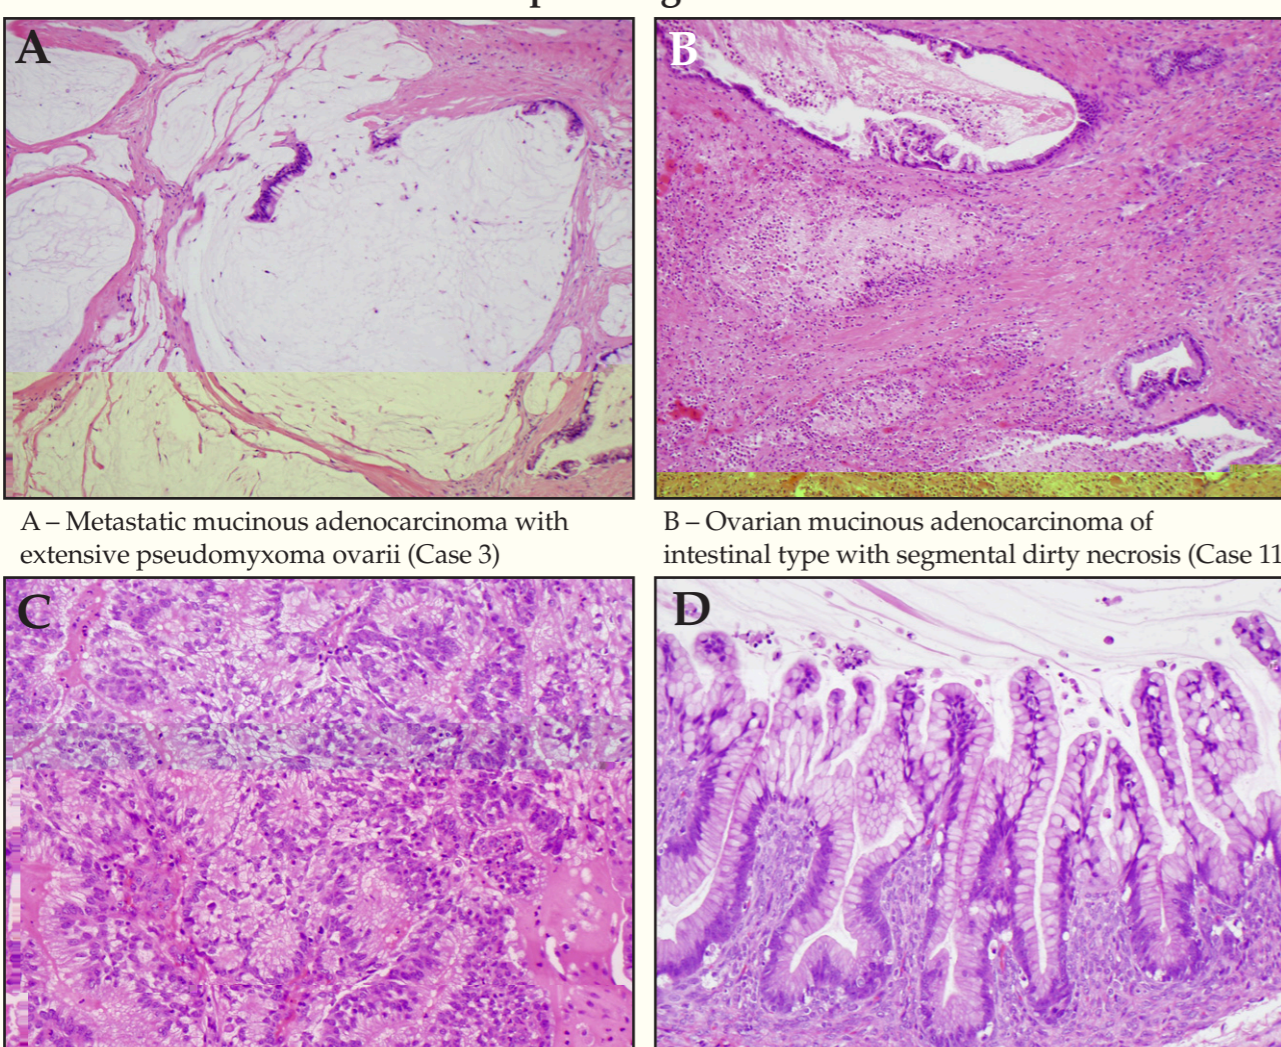 A
B
A – Metastatic mucinous adenocarcinoma with
extensive pseudomyxoma ovarii (Case 3)
B – Ovarian mucinous adenocarcinoma of
intestinal type with segmental dirty necrosis (Case 11
C
D